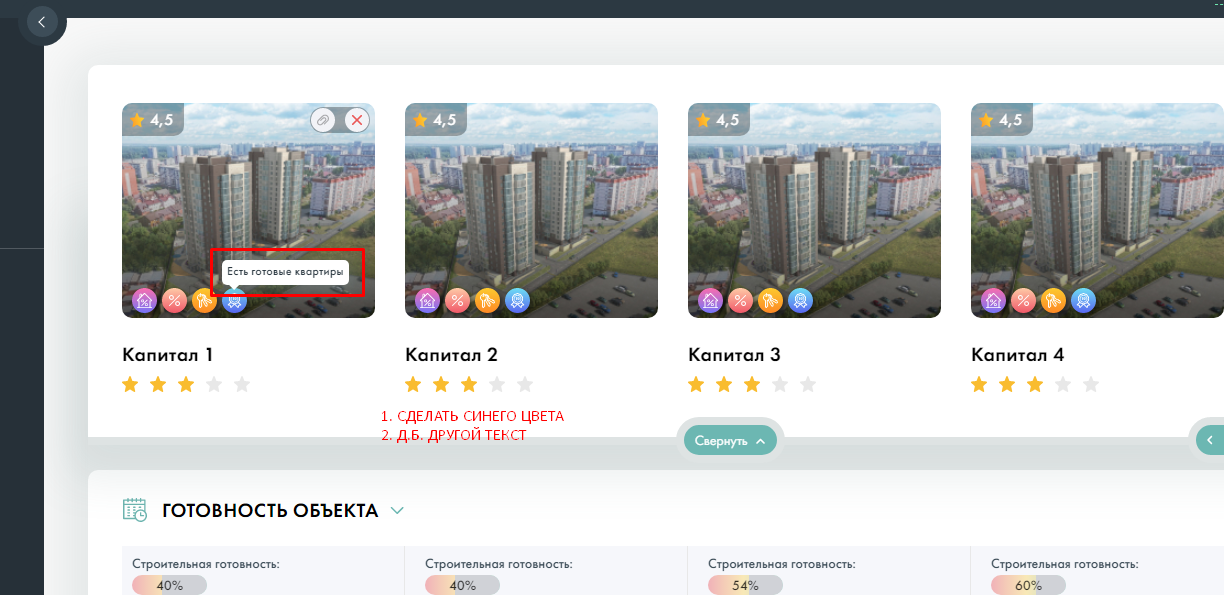 4,5 4,5 4,5 4,5
Есть готовые квартиры
Капитал 1 Капитал 2 Капитал 3 Капитал 4
1. СДЕЛАТЬ СИНЕГО ЦВЕТА
2. Д.Б. ДРУГОЙ ТЕКСТ
Свернуть
ГОТОВНОСТЬ ОБЪЕКТА
Строительная готовность: Строительная готовность: Строительная готовность: Строительная готовность:
40% 40% 54% 60%